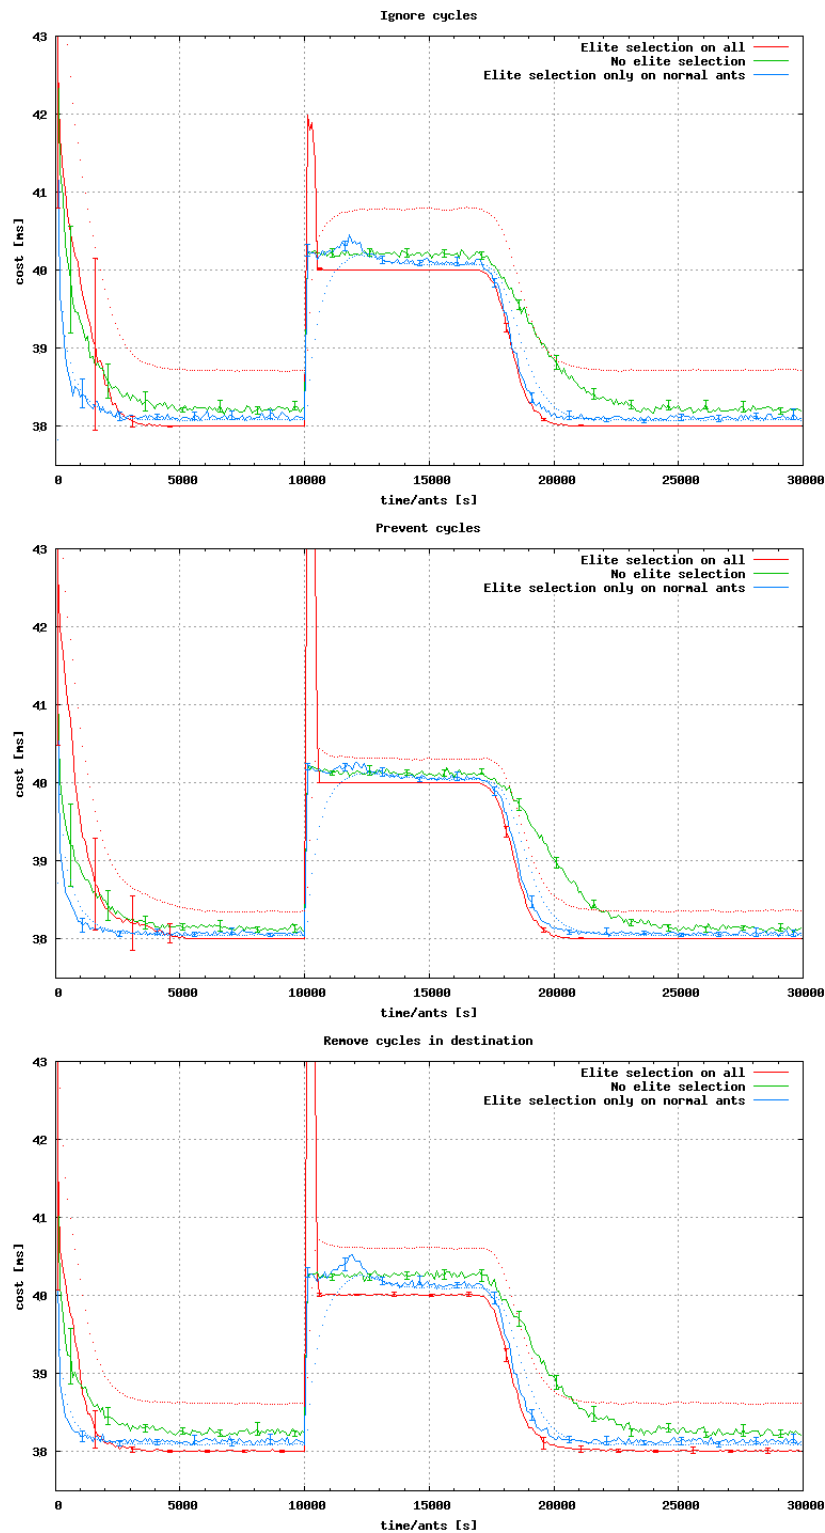 Ignore cycles
43
42
41
40
39
38
cost [ms]
Elite selection on all
No elite selection
Elite selection only on normal ants
0 5000 10000 15000 20000 25000 30000
time/ants [s]
Prevent cycles
43
42
41
40
39
38
cost [ms]
Elite selection on all
No elite selection
Elite selection only on normal ants
0 5000 10000 15000 20000 25000 30000
time/ants [s]
Remove cycles in destination
43
42
41
40
39
38
cost [ms]
Elite selection on all
No elite selection
Elite selection only on normal ants
0 5000 10000 15000 20000 25000 30000
time/ants [s]